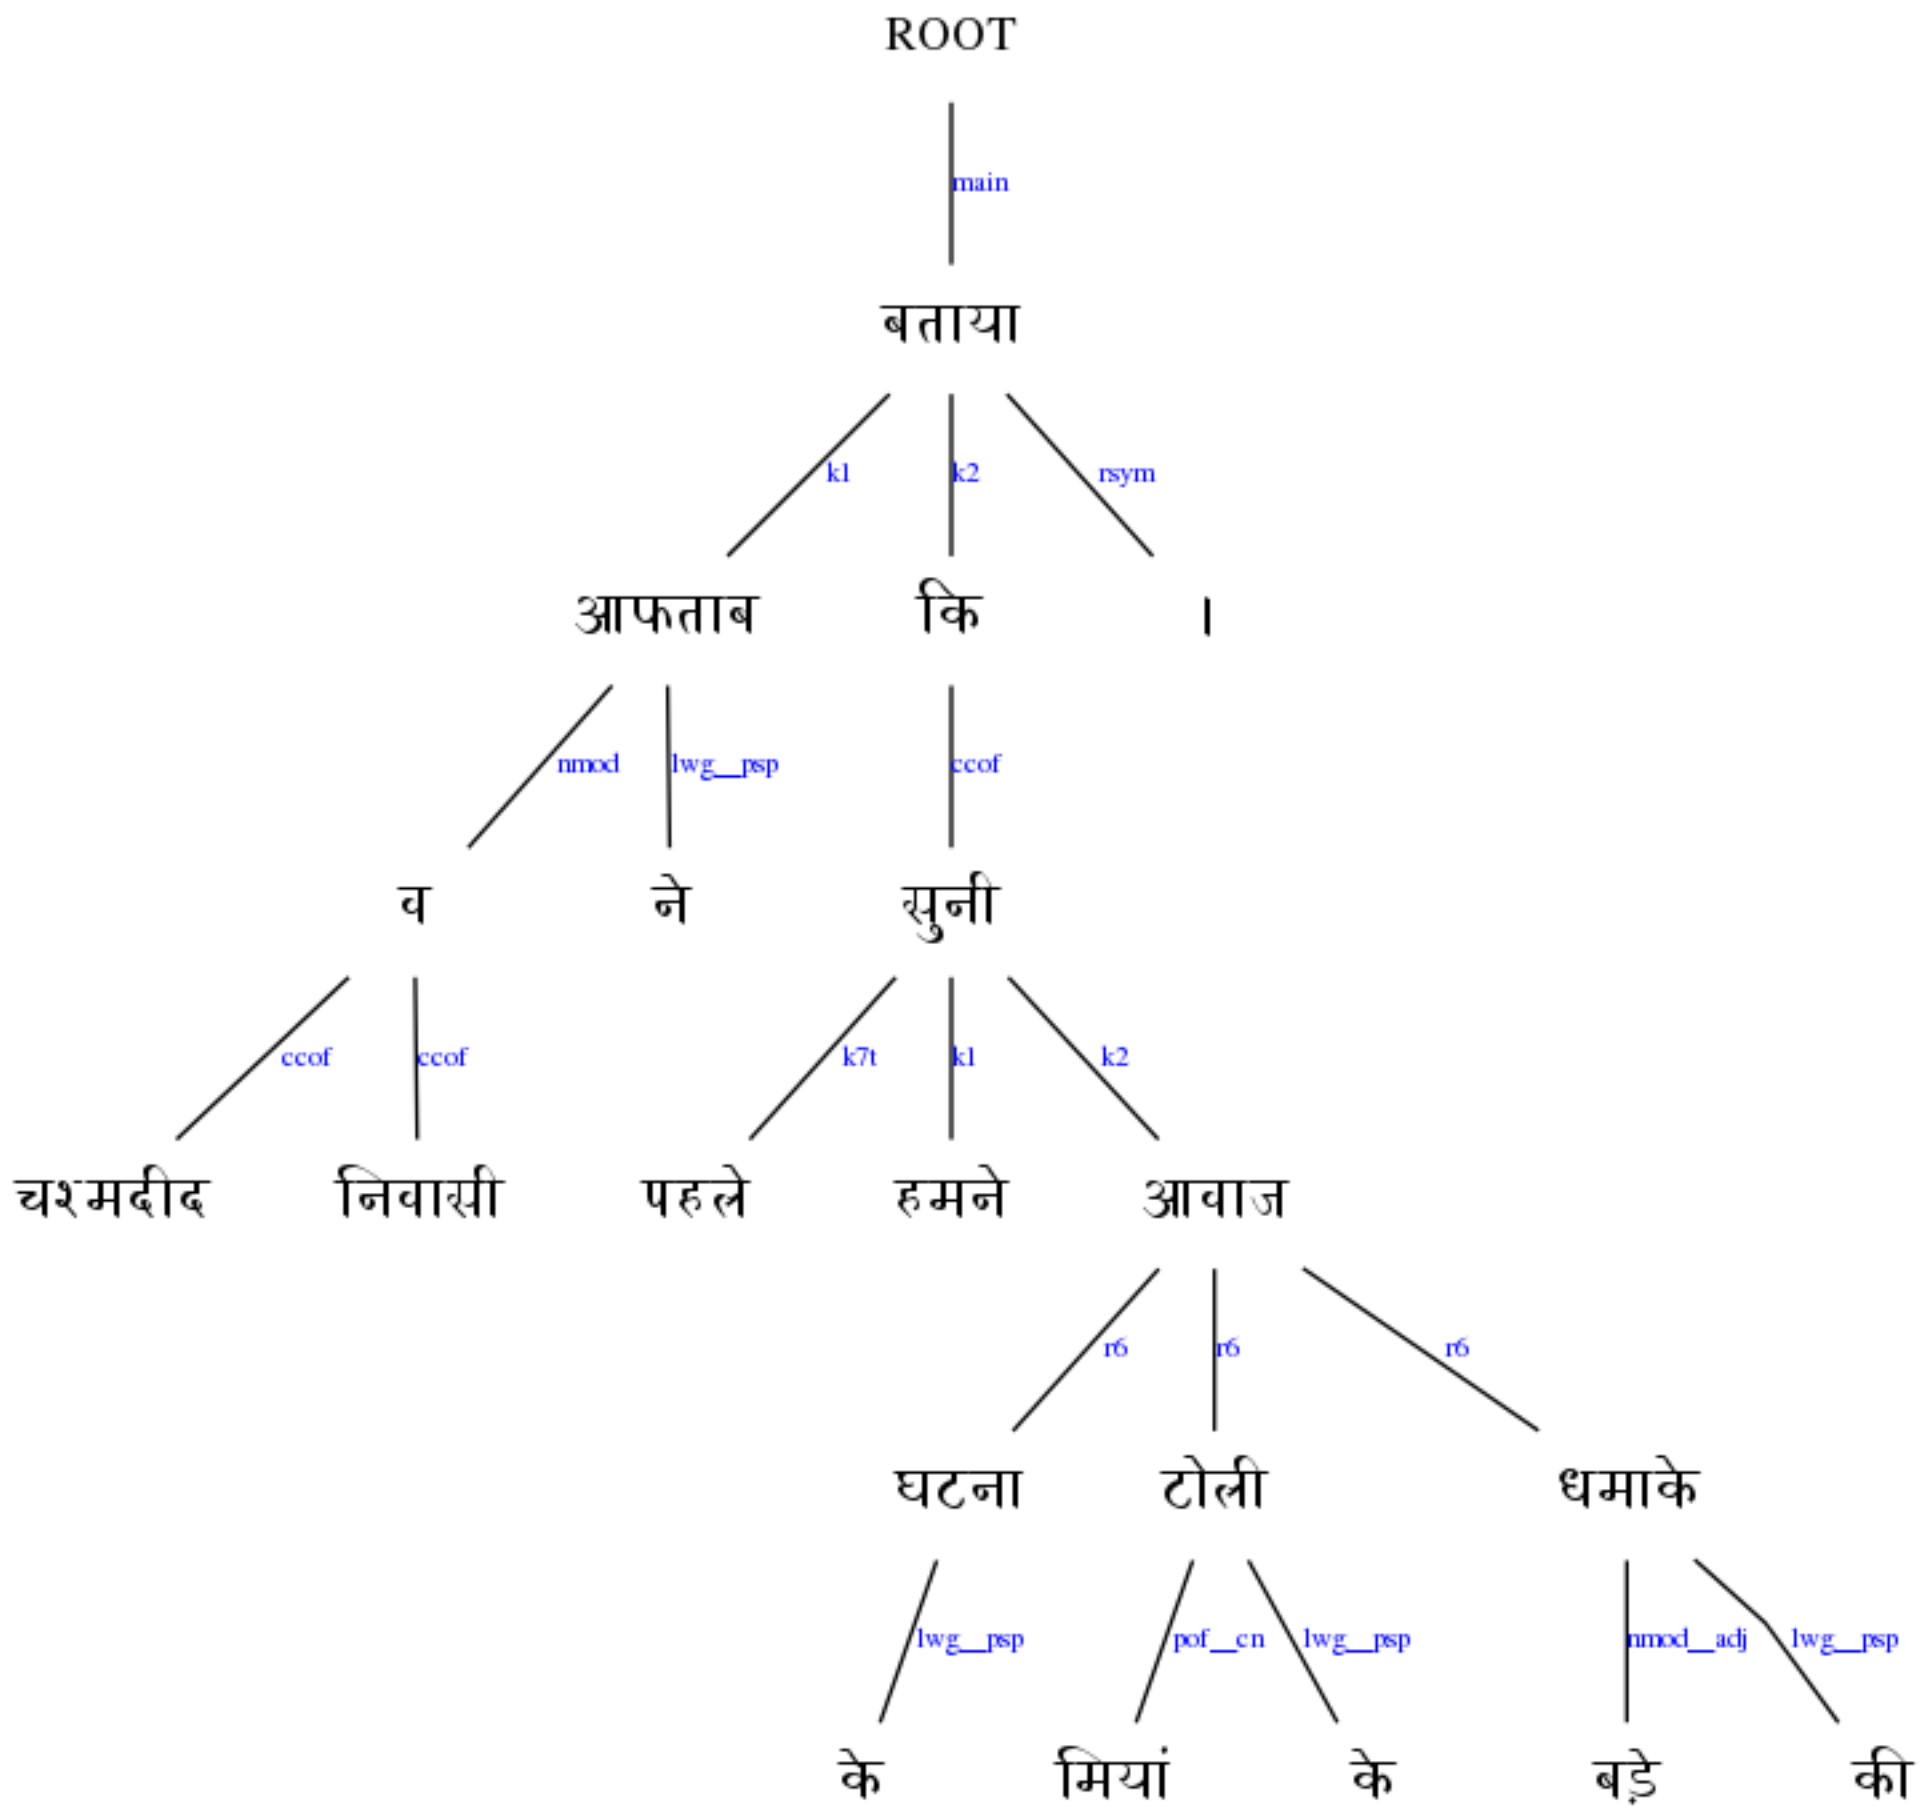 ROOT
main
बताया
k1 k2 rsym
आफताब कि ।
nmod lwg__psp ccof
व ने सुनी
ccof ccof k7t k1 k2
चश्मदीद निवासी पहले हमने आवाज
r6 r6 r6
घटना टोली धमाके
lwg__psp pof__cn lwg__psp nmod__adj lwg__psp
के मियां के बड़े की